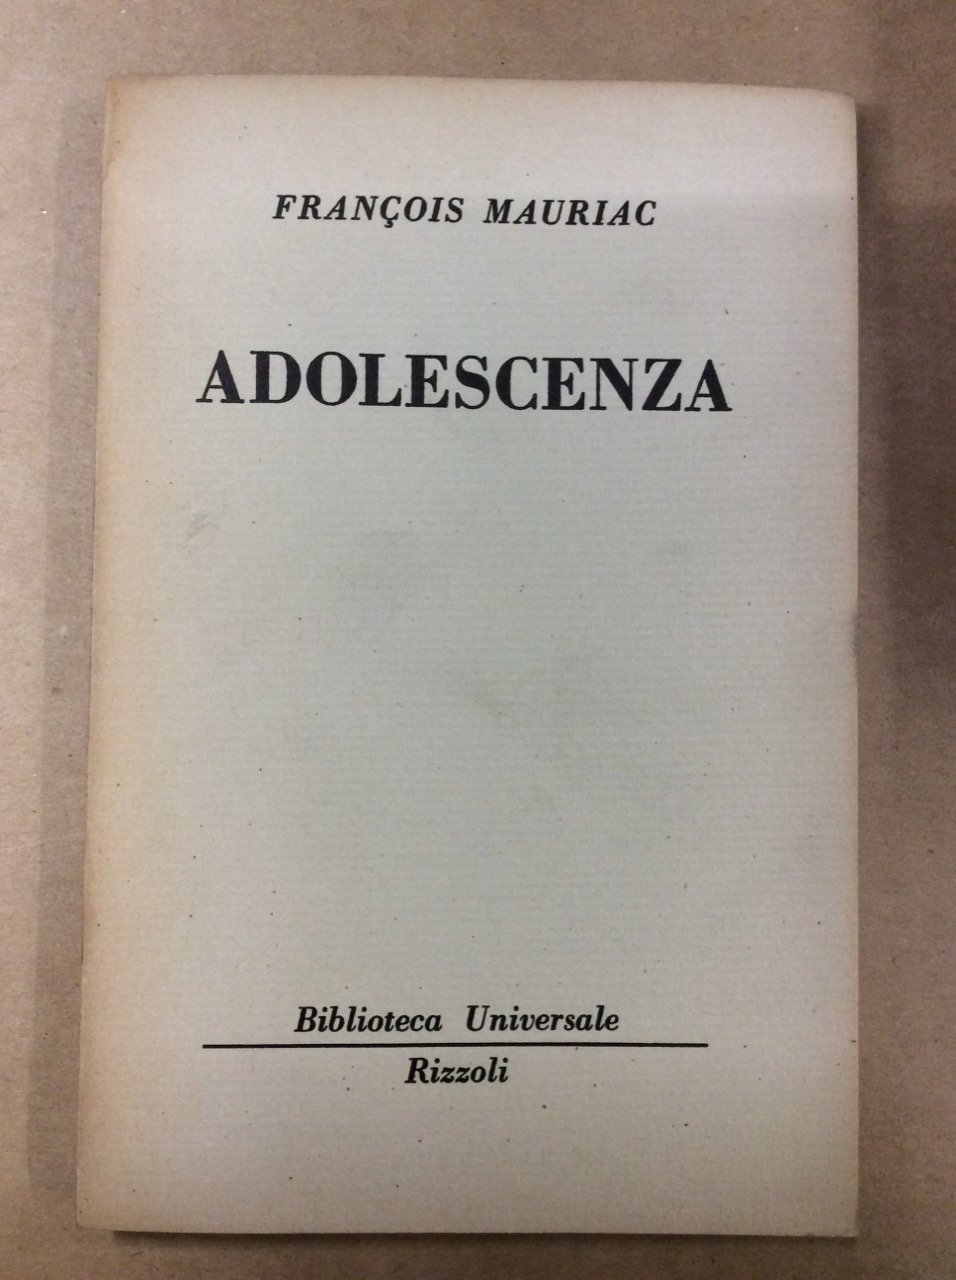 FRANÇOIS MAURIAC
ADOLESCENZA
Biblioteca Universale
Rizzoli